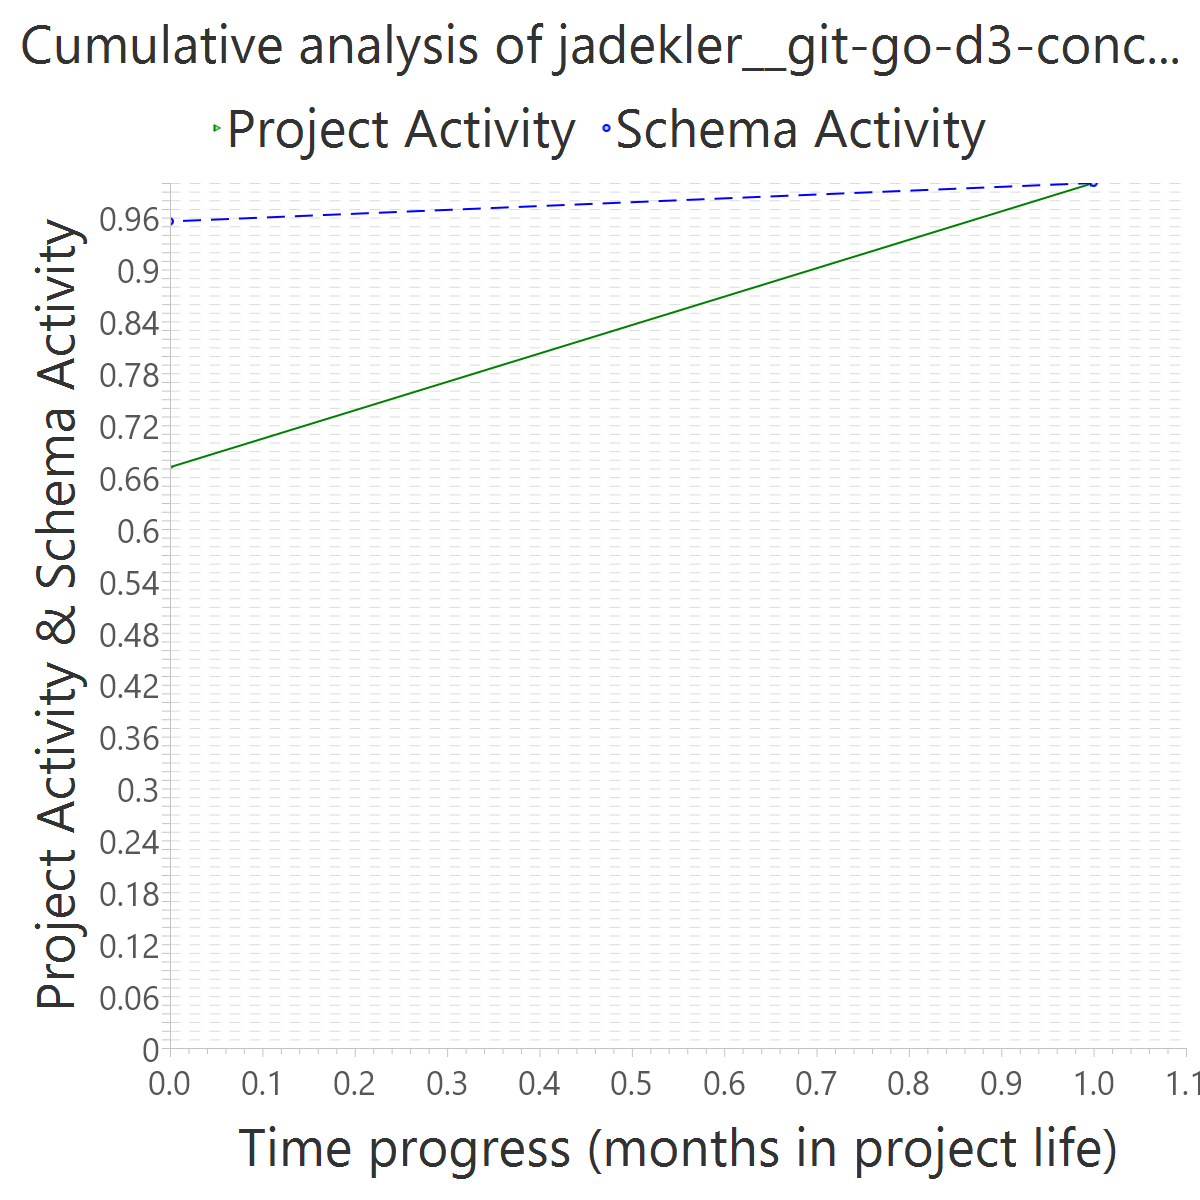 Cumulative analysis of jadekler__git-go-d3-conc...
Project Activity
Schema Activity
Project Activity & Schema Activity
0.96
0.9
0.84
0.78
0.72
0.66
0.6
0.54
0.48
0.42
0.36
0.3
0.24
0.18
0.12
0.06
0
0.0 0.1 0.2 0.3 0.4 0.5 0.6 0.7 0.8 0.9 1.0 1.1
Time progress (months in project life)